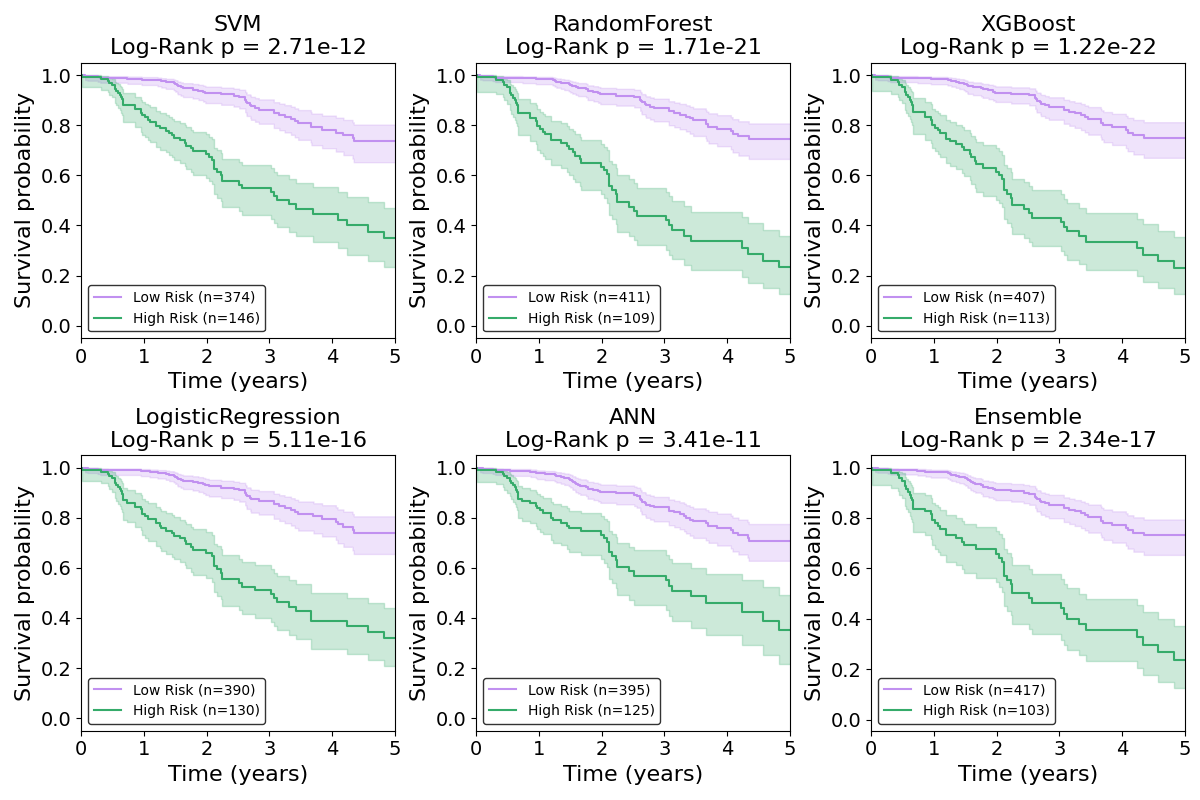 SVM
Log-Rank p = 2.71e-12
Survival probability
1.0
0.8
0.6
0.4
0.2
0.0
Low Risk (n=374)
High Risk (n=146)
0 1 2 3 4 5
Time (years)
RandomForest
Log-Rank p = 1.71e-21
Survival probability
1.0
0.8
0.6
0.4
0.2
0.0
Low Risk (n=411)
High Risk (n=109)
0 1 2 3 4 5
Time (years)
XGBoost
Log-Rank p = 1.22e-22
Survival probability
1.0
0.8
0.6
0.4
0.2
0.0
Low Risk (n=407)
High Risk (n=113)
0 1 2 3 4 5
Time (years)
LogisticRegression
Log-Rank p = 5.11e-16
Survival probability
1.0
0.8
0.6
0.4
0.2
0.0
Low Risk (n=390)
High Risk (n=130)
0 1 2 3 4 5
Time (years)
ANN
Log-Rank p = 3.41e-11
Survival probability
1.0
0.8
0.6
0.4
0.2
0.0
Low Risk (n=395)
High Risk (n=125)
0 1 2 3 4 5
Time (years)
Ensemble
Log-Rank p = 2.34e-17
Survival probability
1.0
0.8
0.6
0.4
0.2
0.0
Low Risk (n=417)
High Risk (n=103)
0 1 2 3 4 5
Time (years)